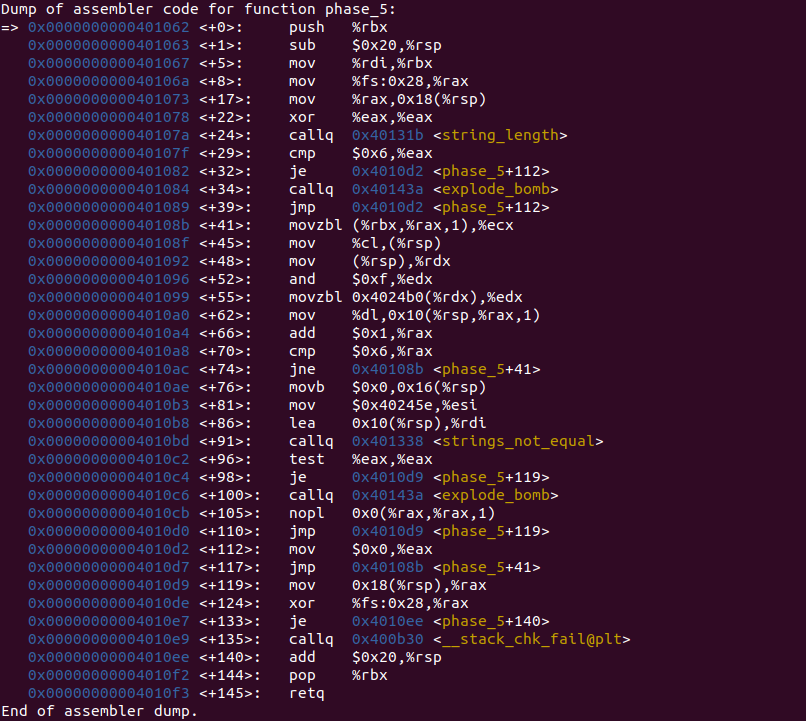 Dump of assembler code for function phase_5:
=> 0x0000000000401062 <+0>: push %rbx
0x0000000000401063 <+1>: sub $0x20,%rsp
0x0000000000401067 <+5>: mov %rdi,%rbx
0x000000000040106a <+8>: mov %fs:0x28,%rax
0x0000000000401073 <+17>: mov %rax,0x18(%rsp)
0x0000000000401078 <+22>: xor %eax,%eax
0x000000000040107a <+24>: callq 0x40131b <string_length>
0x000000000040107f <+29>: cmp $0x6,%eax
0x0000000000401082 <+32>: je 0x4010d2 <phase_5+112>
0x0000000000401084 <+34>: callq 0x40143a <explode_bomb>
0x0000000000401089 <+39>: jmp 0x4010d2 <phase_5+112>
0x000000000040108b <+41>: movzbl (%rbx,%rax,1),%ecx
0x000000000040108f <+45>: mov %cl,(%rsp)
0x0000000000401092 <+48>: mov (%rsp),%rdx
0x0000000000401096 <+52>: and $0xf,%edx
0x0000000000401099 <+55>: movzbl 0x4024b0(%rdx),%edx
0x00000000004010a0 <+62>: mov %dl,0x10(%rsp,%rax,1)
0x00000000004010a4 <+66>: add $0x1,%rax
0x00000000004010a8 <+70>: cmp $0x6,%rax
0x00000000004010ac <+74>: jne 0x40108b <phase_5+41>
0x00000000004010ae <+76>: movb $0x0,0x16(%rsp)
0x00000000004010b3 <+81>: mov $0x40245e,%esi
0x00000000004010b8 <+86>: lea 0x10(%rsp),%rdi
0x00000000004010bd <+91>: callq 0x401338 <strings_not_equal>
0x00000000004010c2 <+96>: test %eax,%eax
0x00000000004010c4 <+98>: je 0x4010d9 <phase_5+119>
0x00000000004010c6 <+100>: callq 0x40143a <explode_bomb>
0x00000000004010cb <+105>: nopl 0x0(%rax,%rax,1)
0x00000000004010d0 <+110>: jmp 0x4010d9 <phase_5+119>
0x00000000004010d2 <+112>: mov $0x0,%eax
0x00000000004010d7 <+117>: jmp 0x40108b <phase_5+41>
0x00000000004010d9 <+119>: mov 0x18(%rsp),%rax
0x00000000004010de <+124>: xor %fs:0x28,%rax
0x00000000004010e7 <+133>: je 0x4010ee <phase_5+140>
0x00000000004010e9 <+135>: callq 0x400b30 <__stack_chk_fail@plt>
0x00000000004010ee <+140>: add $0x20,%rsp
0x00000000004010f2 <+144>: pop %rbx
0x00000000004010f3 <+145>: retq
End of assembler dump.